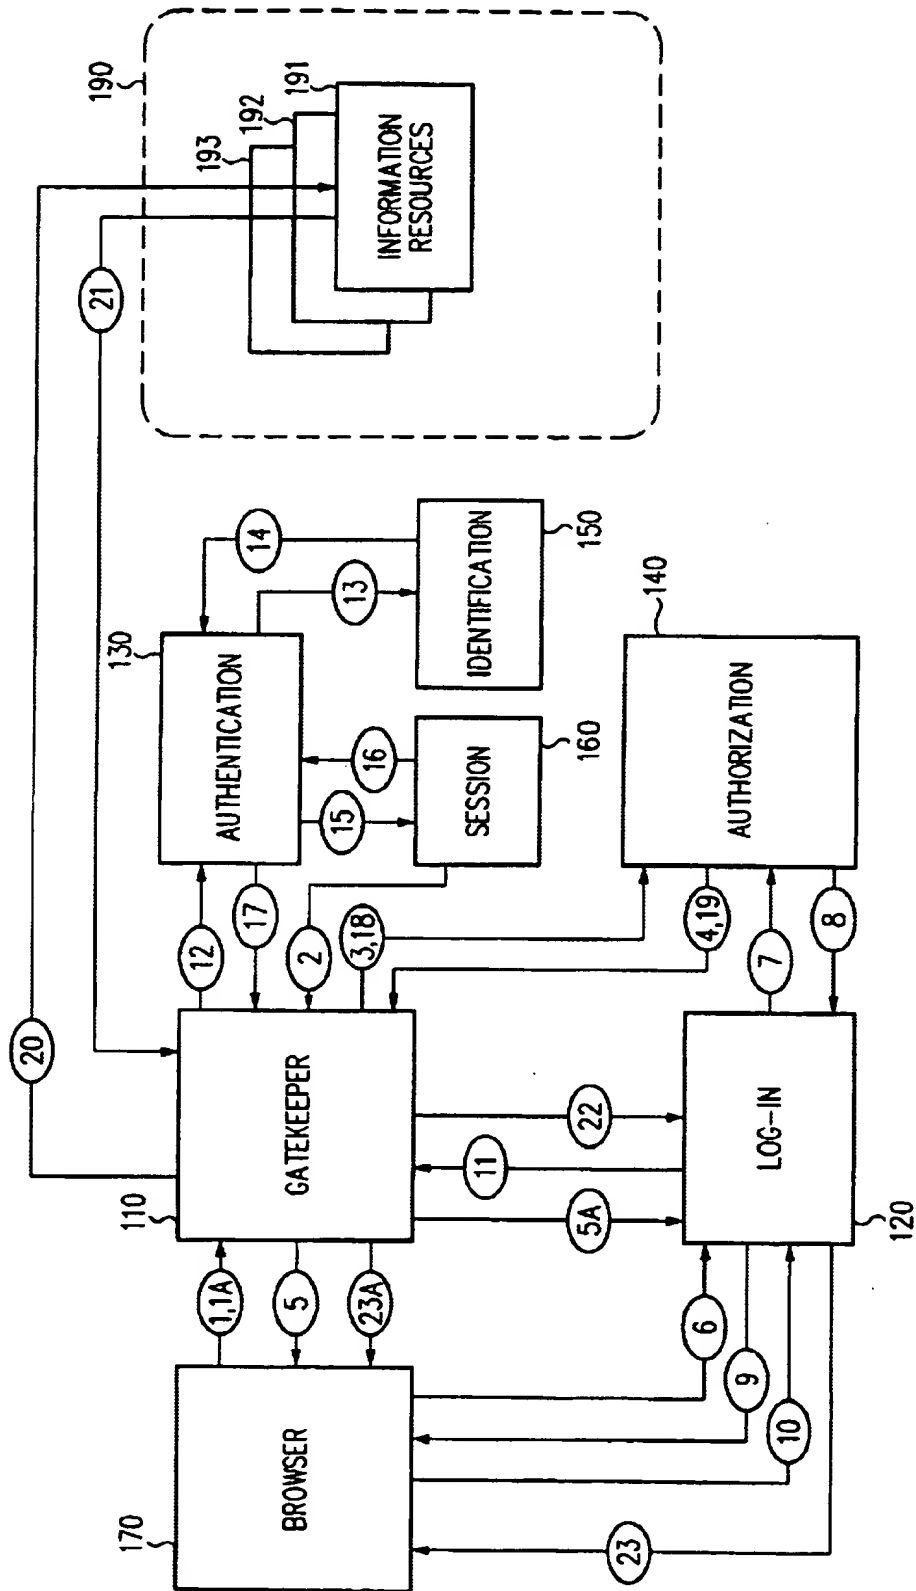 190
193
192
191
INFORMATION
RESOURCES
21
20
130
AUTHENTICATION
14
13
IDENTIFICATION
150
16
15
SESSION
160
12
17
2
3,18
4,19
AUTHORIZATION
140
7
8
110
GATEKEEPER
22
11
5A
LOG-IN
120
1,1A
5
23A
6
9
10
23
170
BROWSER